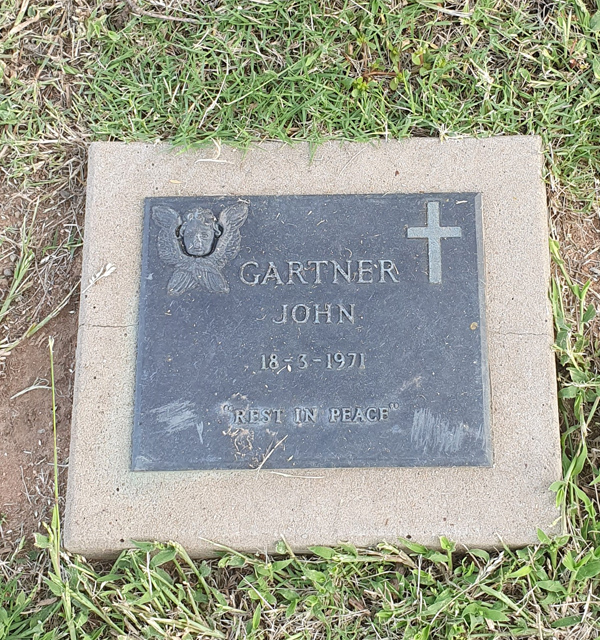 GARTNER
JOHN
18-3-1971
"REST IN PEACE"